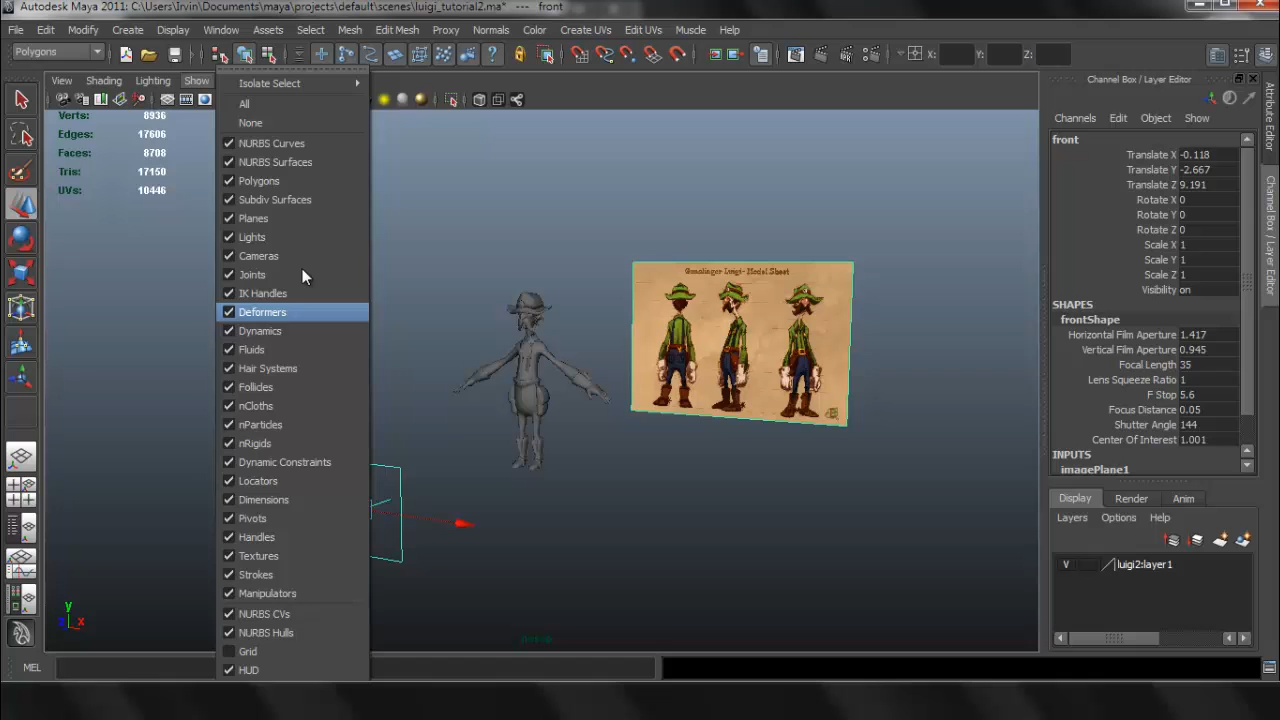 Autodesk Maya 2011: C:\Users\Irvin\Documents\maya\projects\default\scenes\luigi_tutorial2.ma* --- front
File Edit Modify Create Display Window Assets Select Mesh Edit Mesh Proxy Normals Color Create UVs Edit UVs Muscle Help
Polygons
X: Y: Z:
View Shading Lighting Show
Verts: 8936
Edges: 17606
Faces: 8708
Tris: 17150
UVs: 10446
Isolate Select
All
None
NURBS Curves
NURBS Surfaces
Polygons
Subdiv Surfaces
Planes
Lights
Cameras
Joints
IK Handles
Deformers
Dynamics
Fluids
Hair Systems
Follicles
nCloths
nParticles
nRigids
Dynamic Constraints
Locators
Dimensions
Pivots
Handles
Textures
Strokes
Manipulators
NURBS CVs
NURBS Hulls
Grid
HUD
Gunslinger Luigi- Model Sheet
persp
y
z x
MEL
Channel Box / Layer Editor
Channels Edit Object Show
front
Translate X -0.118
Translate Y -2.667
Translate Z 9.191
Rotate X 0
Rotate Y 0
Rotate Z 0
Scale X 1
Scale Y 1
Scale Z 1
Visibility on
SHAPES
frontShape
Horizontal Film Aperture 1.417
Vertical Film Aperture 0.945
Focal Length 35
Lens Squeeze Ratio 1
F Stop 5.6
Focus Distance 0.05
Shutter Angle 144
Center Of Interest 1.001
INPUTS
imagePlane1
Display Render Anim
Layers Options Help
V luigi2:layer1
Attribute Editor
Channel Box / Layer Editor